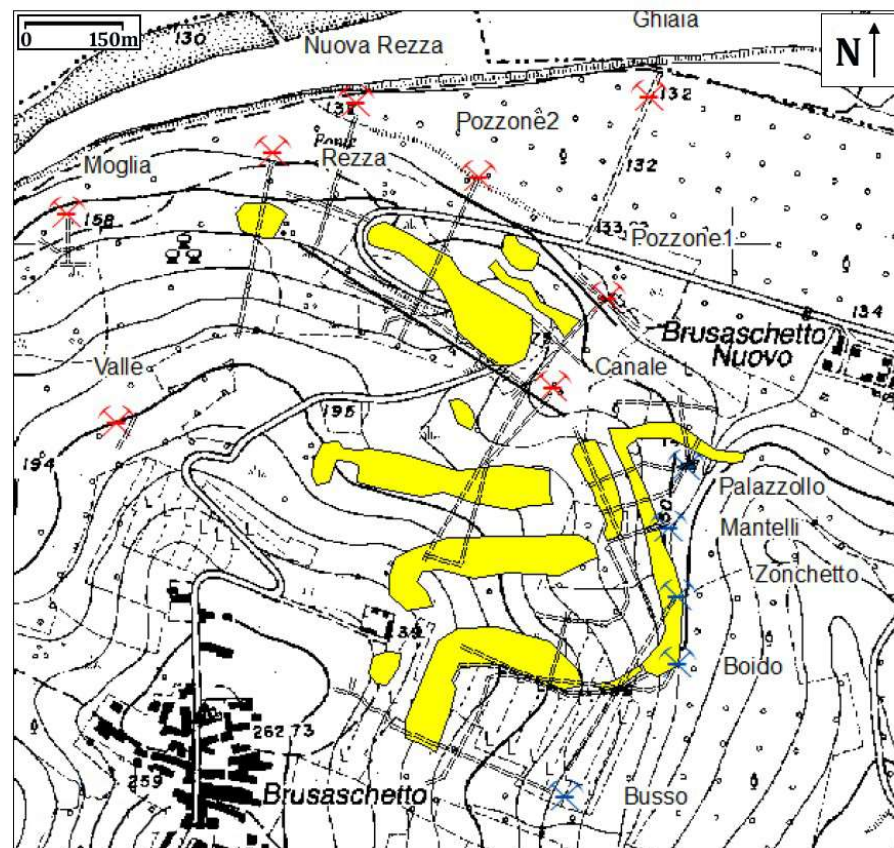 Ghiaia
N
0 150m
130
Nuova Rezza
132
Pozzone2
Rezza
Moglia
132
158
133,
Pozzone1
134
Brusaschetto
Nuovo
Valle
Canale
195
194
Palazzollo
Mantelli
Zonchetto
Boido
262.73
259
Brusaschetto
Busso